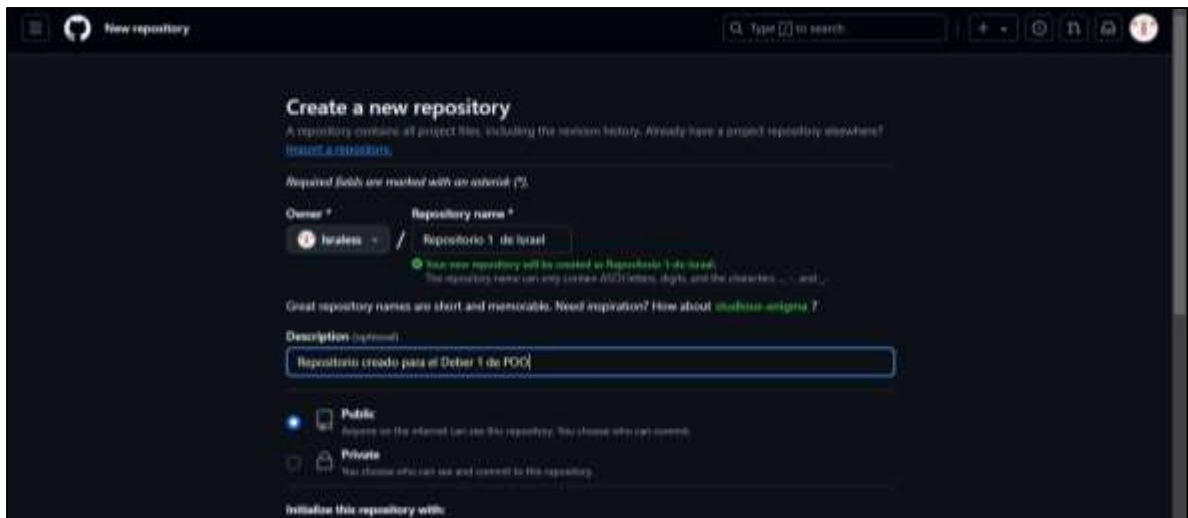 New repository
Type [/] to search
Create a new repository
A repository contains all project files, including the revision history. Already have a project repository elsewhere?
Import a repository.
Required fields are marked with an asterisk (*).
Owner * Repository name *
/ Repositorio 1 de Israel
Your new repository will be created as Repositorio-1-de-Israel.
The repository name can only contain ASCII letters, digits, and the characters ., -, and _.
Great repository names are short and memorable. Need inspiration? How about studious-enigma ?
Description (optional)
Repositorio creado para el Deber 1 de POO
Public
Anyone on the internet can see this repository. You choose who can commit.
Private
You choose who can see and commit to this repository.
Initialize this repository with: